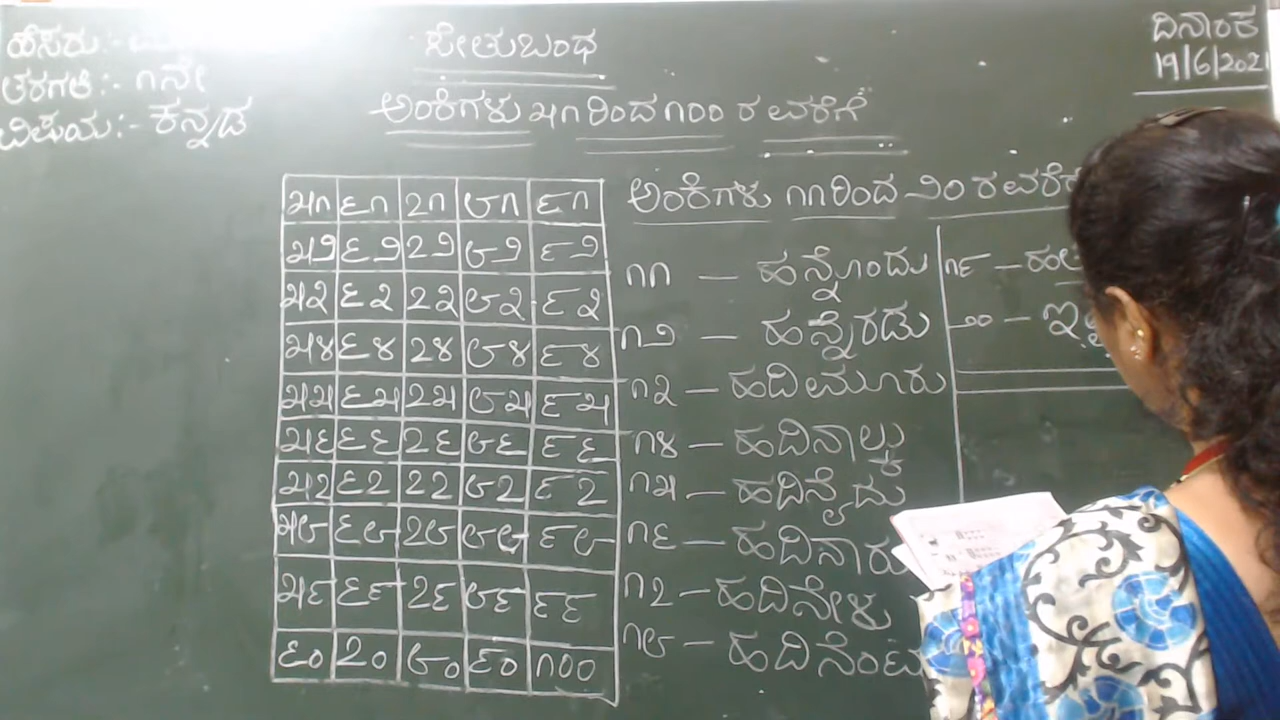 ಹೆಸರು:-
ತರಗತಿ:- ೧ನೇ
ವಿಷಯ:- ಕನ್ನಡ
ಸೇತುಬಂಧ
ದಿನಾಂಕ
19/6/2021
ಅಂಕಿಗಳು ೫೧ರಿಂದ ೧೦೦ ರ ವರೆಗೆ
೫೧ ೬೧ ೭೧ ೮೧ ೯೧
೫೨ ೬೨ ೭೨ ೮೨ ೯೨
೫೩ ೬೩ ೭೩ ೮೩ ೯೩
೫೪ ೬೪ ೭೪ ೮೪ ೯೪
೫೫ ೬೫ ೭೫ ೮೫ ೯೫
೫೬ ೬೬ ೭೬ ೮೬ ೯೬
೫೭ ೬೭ ೭೭ ೮೭ ೯೭
೫೮ ೬೮ ೭೮ ೮೮ ೯೮
೫೯ ೬೯ ೭೯ ೮೯ ೯೯
೬೦ ೭೦ ೮೦ ೯೦ ೧೦೦
ಅಂಕಿಗಳು ೧೧ರಿಂದ ೨೦ ರ ವರೆಗೆ
೧೧ – ಹನ್ನೊಂದು
೧೨ – ಹನ್ನೆರಡು
೧೩ – ಹದಿಮೂರು
೧೪ – ಹದಿನಾಲ್ಕು
೧೫ – ಹದಿನೈದು
೧೬ – ಹದಿನಾರು
೧೭ – ಹದಿನೇಳು
೧೮ – ಹದಿನೆಂಟು
೧೯ –
೨೦ –